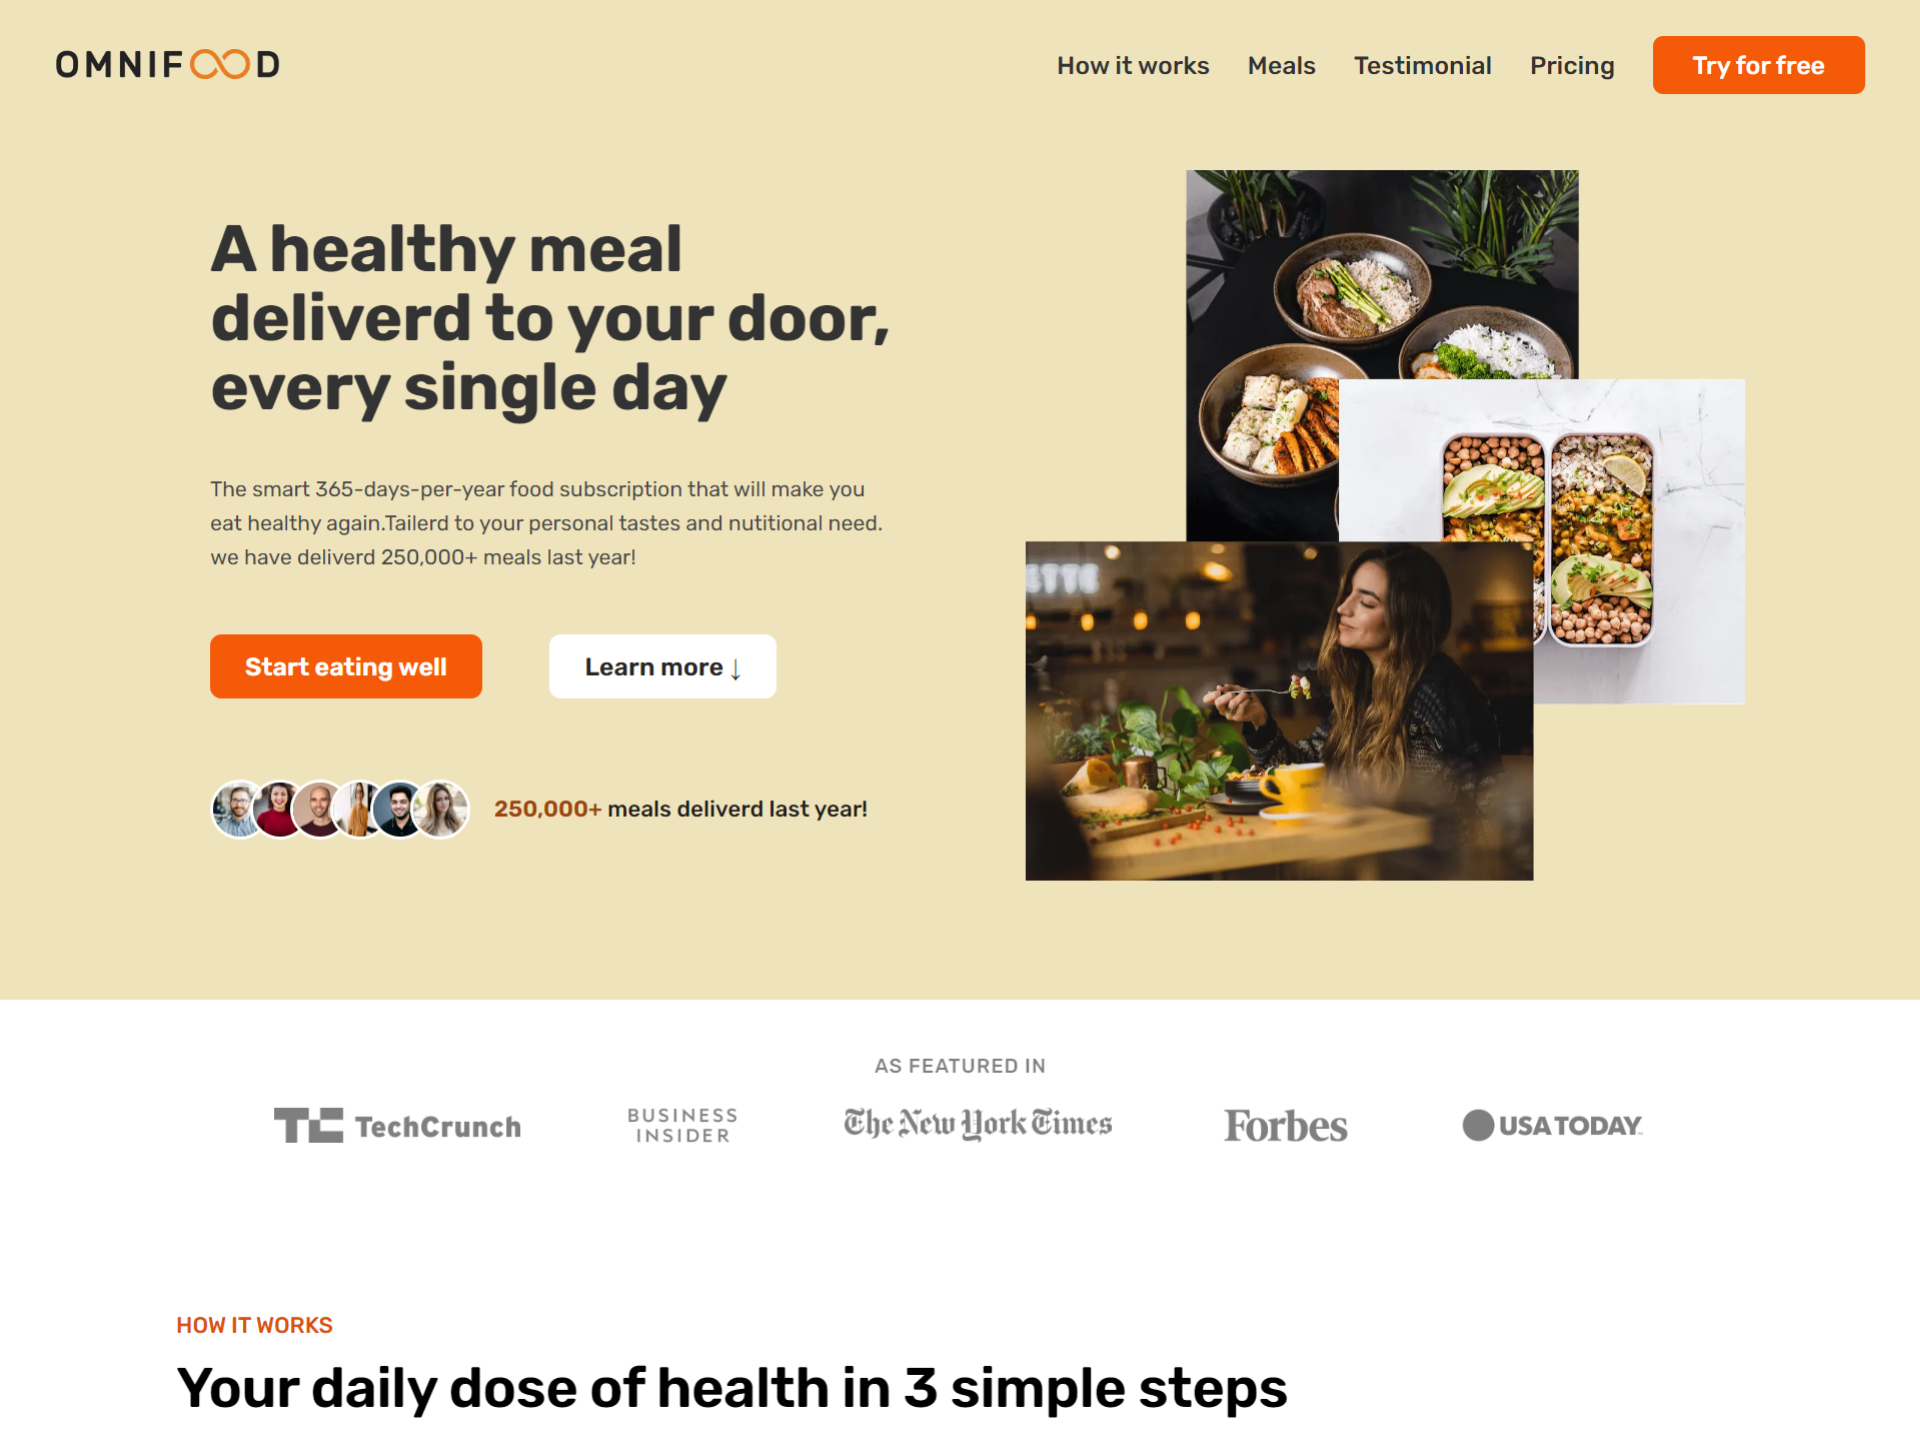 OMNIFOOD
How it works
Meals
Testimonial
Pricing
Try for free
A healthy meal
deliverd to your door,
every single day
The smart 365-days-per-year food subscription that will make you
eat healthy again.Tailerd to your personal tastes and nutitional need.
we have deliverd 250,000+ meals last year!
Start eating well
Learn more ↓
250,000+ meals deliverd last year!
AS FEATURED IN
TC TechCrunch
BUSINESS
INSIDER
The New York Times
Forbes
USA TODAY
HOW IT WORKS
Your daily dose of health in 3 simple steps